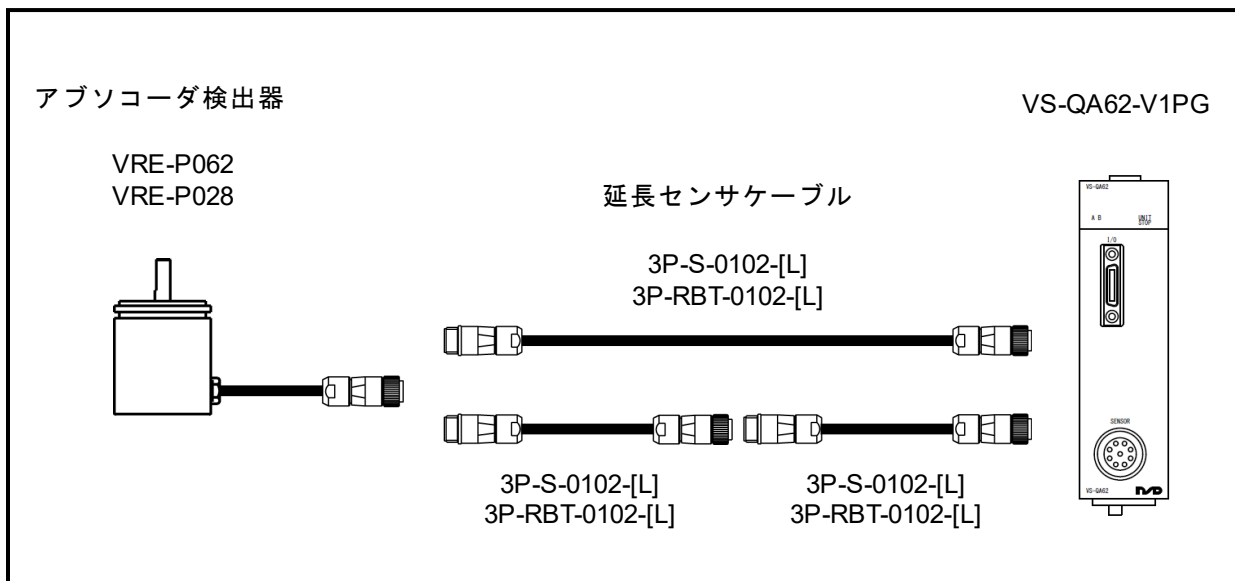 アブソコーダ検出器
VRE-P062
VRE-P028
延長センサケーブル
3P-S-0102-[L]
3P-RBT-0102-[L]
3P-S-0102-[L]
3P-RBT-0102-[L]
3P-S-0102-[L]
3P-RBT-0102-[L]
VS-QA62-V1PG
VS-QA62
A B
UNIT
STOP
I/O
SENSOR
VS-QA62
NSD